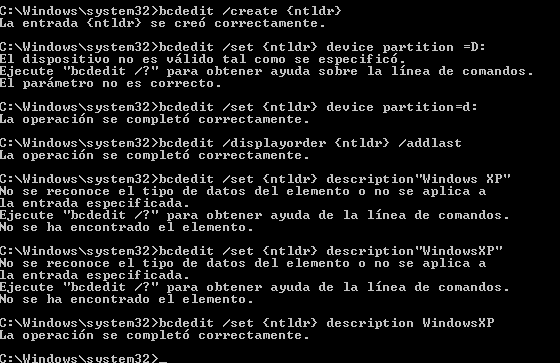 C:\Windows\system32>bcdedit /create {ntldr}
La entrada {ntldr} se creó correctamente.
C:\Windows\system32>bcdedit /set {ntldr} device partition =D:
El dispositivo no es válido tal como se especificó.
Ejecute "bcdedit /?" para obtener ayuda sobre la línea de comandos.
El parámetro no es correcto.
C:\Windows\system32>bcdedit /set {ntldr} device partition=d:
La operación se completó correctamente.
C:\Windows\system32>bcdedit /displayorder {ntldr} /addlast
La operación se completó correctamente.
C:\Windows\system32>bcdedit /set {ntldr} description"Windows XP"
No se reconoce el tipo de datos del elemento o no se aplica a
la entrada especificada.
Ejecute "bcdedit /?" para obtener ayuda de la línea de comandos.
No se ha encontrado el elemento.
C:\Windows\system32>bcdedit /set {ntldr} description"WindowsXP"
No se reconoce el tipo de datos del elemento o no se aplica a
la entrada especificada.
Ejecute "bcdedit /?" para obtener ayuda de la línea de comandos.
No se ha encontrado el elemento.
C:\Windows\system32>bcdedit /set {ntldr} description WindowsXP
La operación se completó correctamente.
C:\Windows\system32>_